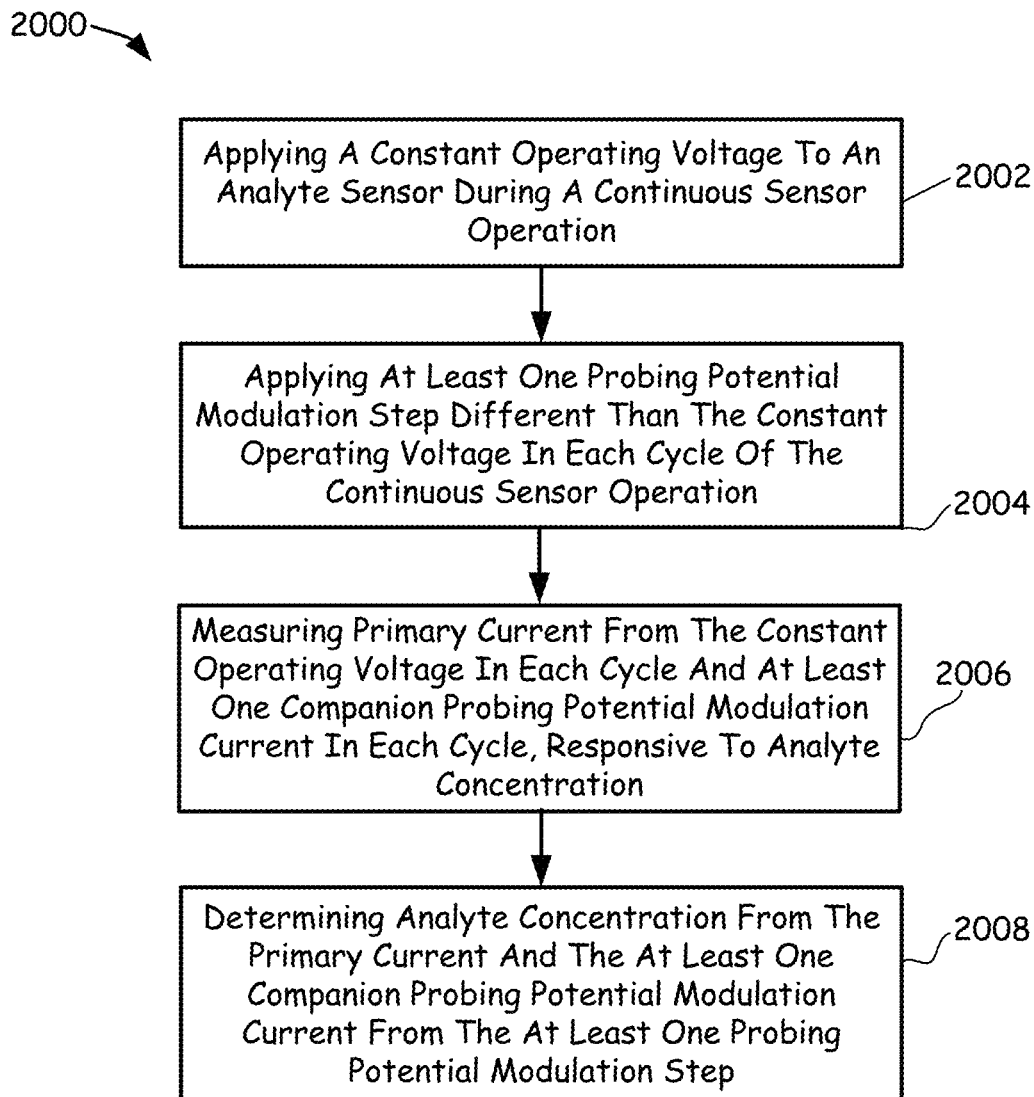 2000
Applying A Constant Operating Voltage To An
Analyte Sensor During A Continuous Sensor
Operation
2002
Applying At Least One Probing Potential
Modulation Step Different Than The Constant
Operating Voltage In Each Cycle Of The
Continuous Sensor Operation
2004
Measuring Primary Current From The Constant
Operating Voltage In Each Cycle And At Least
One Companion Probing Potential Modulation
Current In Each Cycle, Responsive To Analyte
Concentration
2006
Determining Analyte Concentration From The
Primary Current And The At Least One
Companion Probing Potential Modulation
Current From The At Least One Probing
Potential Modulation Step
2008